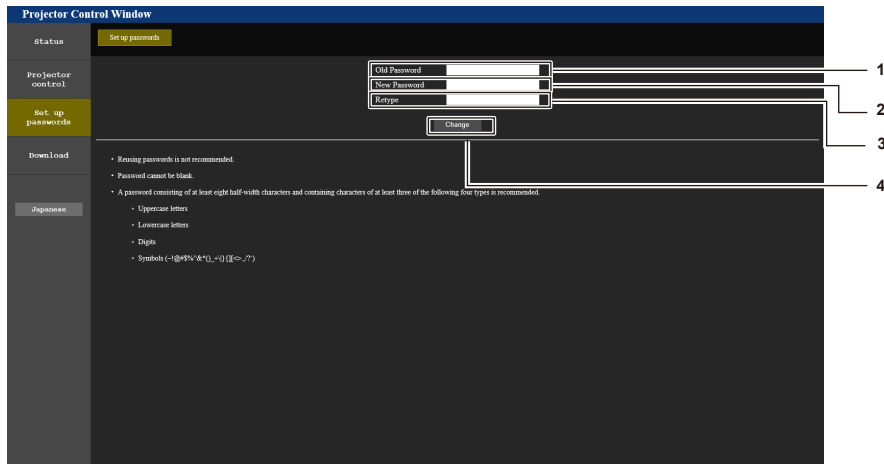 Projector Control Window
Status
Set up passwords
Projector
control
Set up
passwords
Download
Japanese
Old Password
New Password
Retype
Change
1
2
3
4
• Reusing passwords is not recommended.
• Password cannot be blank.
• A password consisting of at least eight half-width characters and containing characters of at least three of the following four types is recommended.
• Uppercase letters
• Lowercase letters
• Digits